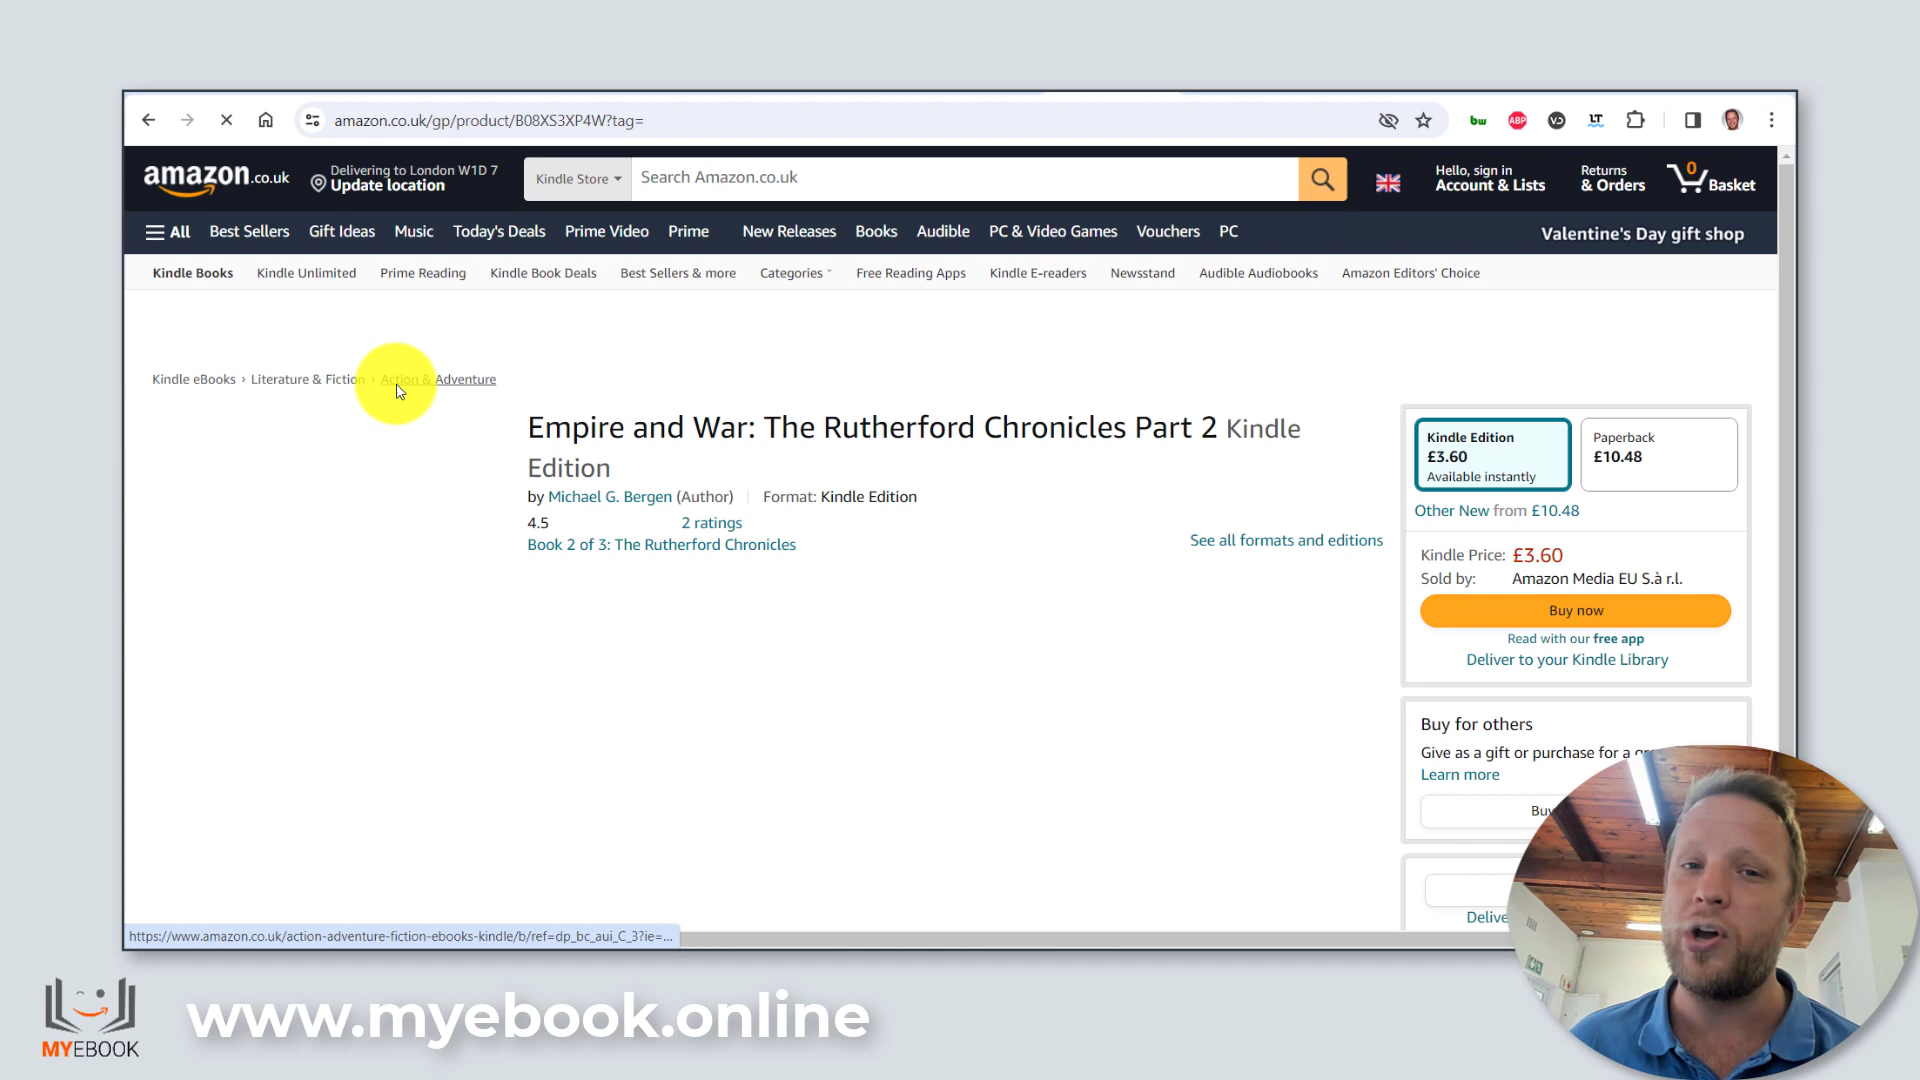 amazon.co.uk/gp/product/B08XS3XP4W?tag=
bw ABP VD LT
amazon.co.uk
Delivering to London W1D 7
Update location
Kindle Store
Search Amazon.co.uk
Hello, sign in
Account & Lists
Returns
& Orders
0
Basket
All Best Sellers Gift Ideas Music Today's Deals Prime Video Prime New Releases Books Audible PC & Video Games Vouchers PC Valentine's Day gift shop
Kindle Books Kindle Unlimited Prime Reading Kindle Book Deals Best Sellers & more Categories Free Reading Apps Kindle E-readers Newsstand Audible Audiobooks Amazon Editors' Choice
Kindle eBooks › Literature & Fiction › Action & Adventure
Empire and War: The Rutherford Chronicles Part 2 Kindle
Edition
by Michael G. Bergen (Author) Format: Kindle Edition
4.5 2 ratings
Book 2 of 3: The Rutherford Chronicles
See all formats and editions
Kindle Edition
£3.60
Available instantly
Paperback
£10.48
Other New from £10.48
Kindle Price: £3.60
Sold by: Amazon Media EU S.à r.l.
Buy now
Read with our free app
Deliver to your Kindle Library
Buy for others
Give as a gift or purchase for a
Learn more
https://www.amazon.co.uk/action-adventure-fiction-ebooks-kindle/b/ref=dp_bc_aui_C_3?ie=...
MYEBOOK
www.myebook.online